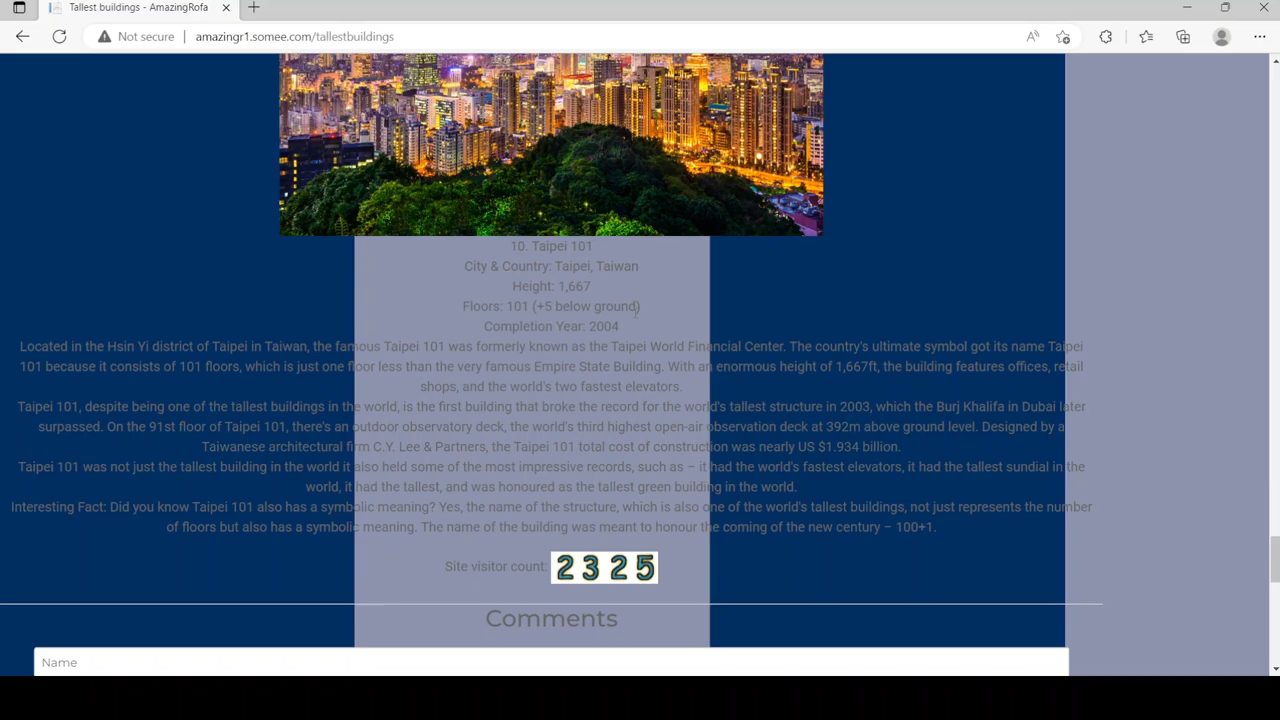 Tallest buildings - AmazingRofa
Not secure
amazingr1.somee.com/tallestbuildings
10. Taipei 101
City & Country: Taipei, Taiwan
Height: 1,667
Floors: 101 (+5 below ground)
Completion Year: 2004
Located in the Hsin Yi district of Taipei in Taiwan, the famous Taipei 101 was formerly known as the Taipei World Financial Center. The country's ultimate symbol got its name Taipei
101 because it consists of 101 floors, which is just one floor less than the very famous Empire State Building. With an enormous height of 1,667ft, the building features offices, retail
shops, and the world's two fastest elevators.
Taipei 101, despite being one of the tallest buildings in the world, is the first building that broke the record for the world's tallest structure in 2003, which the Burj Khalifa in Dubai later
surpassed. On the 91st floor of Taipei 101, there's an outdoor observatory deck, the world's third highest open-air observation deck at 392m above ground level. Designed by a
Taiwanese architectural firm C.Y. Lee & Partners, the Taipei 101 total cost of construction was nearly US $1.934 billion.
Taipei 101 was not just the tallest building in the world it also held some of the most impressive records, such as – it had the world's fastest elevators, it had the tallest sundial in the
world, it had the tallest, and was honoured as the tallest green building in the world.
Interesting Fact: Did you know Taipei 101 also has a symbolic meaning? Yes, the name of the structure, which is also one of the world's tallest buildings, not just represents the number
of floors but also has a symbolic meaning. The name of the building was meant to honour the coming of the new century – 100+1.
Site visitor count: 2325
Comments
Name